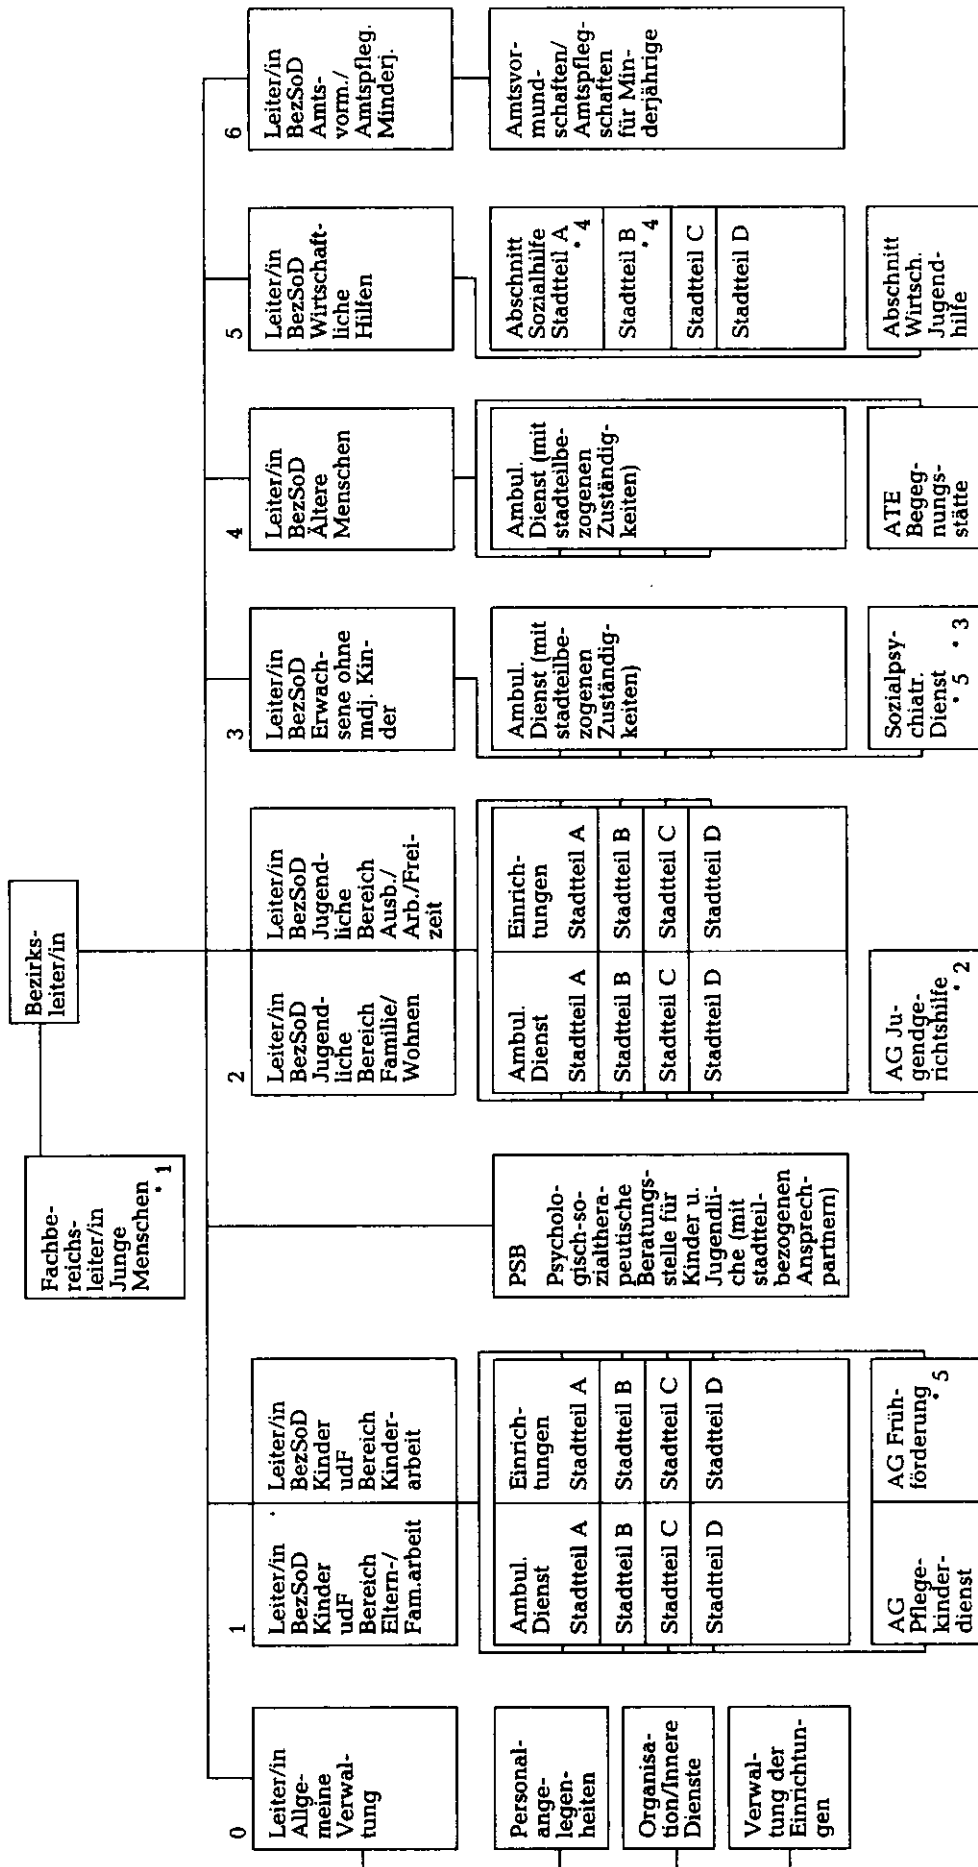 Bezirks-
leiter/in
Fachbe-
reichs-
leiter/in
Junge
Menschen
* 1
0
Leiter/in
Allge-
meine
Verwal-
tung
Personal-
ange-
legen-
heiten
Organisa-
tion/Innere
Dienste
Verwal-
tung der
Einrichtun-
gen
1
Leiter/in
BezSoD
Kinder
udF
Bereich
Eltern-/
Fam.arbeit
Leiter/in
BezSoD
Kinder
udF
Bereich
Kinder-
arbeit
Ambul.
Dienst
Stadtteil A
Stadtteil B
Stadtteil C
Stadtteil D
Einrich-
tungen
Stadtteil A
Stadtteil B
Stadtteil C
Stadtteil D
AG
Pflege-
kinder-
dienst
AG Früh-
förderung
* 5
PSB
Psycholo-
gisch-so-
zialthera-
peutische
Beratungs-
stelle für
Kinder u.
Jugendli-
che (mit
stadtteil-
bezogenen
Ansprech-
partnern)
2
Leiter/in
BezSoD
Jugend-
liche
Bereich
Familie/
Wohnen
Leiter/in
BezSoD
Jugend-
liche
Bereich
Ausb./
Arb./Frei-
zeit
Ambul.
Dienst
Stadtteil A
Stadtteil B
Stadtteil C
Stadtteil D
Einrich-
tungen
Stadtteil A
Stadtteil B
Stadtteil C
Stadtteil D
AG Ju-
gendge-
richtshilfe
* 2
3
Leiter/in
BezSoD
Erwach-
sene ohne
mdj. Kin-
der
Ambul.
Dienst (mit
stadteilbe-
zogenen
Zuständig-
keiten)
Sozialpsy-
chiatr.
Dienst
* 5 * 3
4
Leiter/in
BezSoD
Ältere
Menschen
Ambul.
Dienst (mit
stadteilbe-
zogenen
Zuständig-
keiten)
ATE
Begeg-
nungs-
stätte
5
Leiter/in
BezSoD
Wirtschaft-
liche
Hilfen
Abschnitt
Sozialhilfe
Stadtteil A
* 4
Stadtteil B
* 4
Stadtteil C
Stadtteil D
Abschnitt
Wirtsch.
Jugend-
hilfe
6
Leiter/in
BezSoD
Amts-
vorm./
Amtspfleg.
Minderj.
Amtsvor-
mund-
schaften/
Amtspfleg-
schaften
für Min-
derjährige